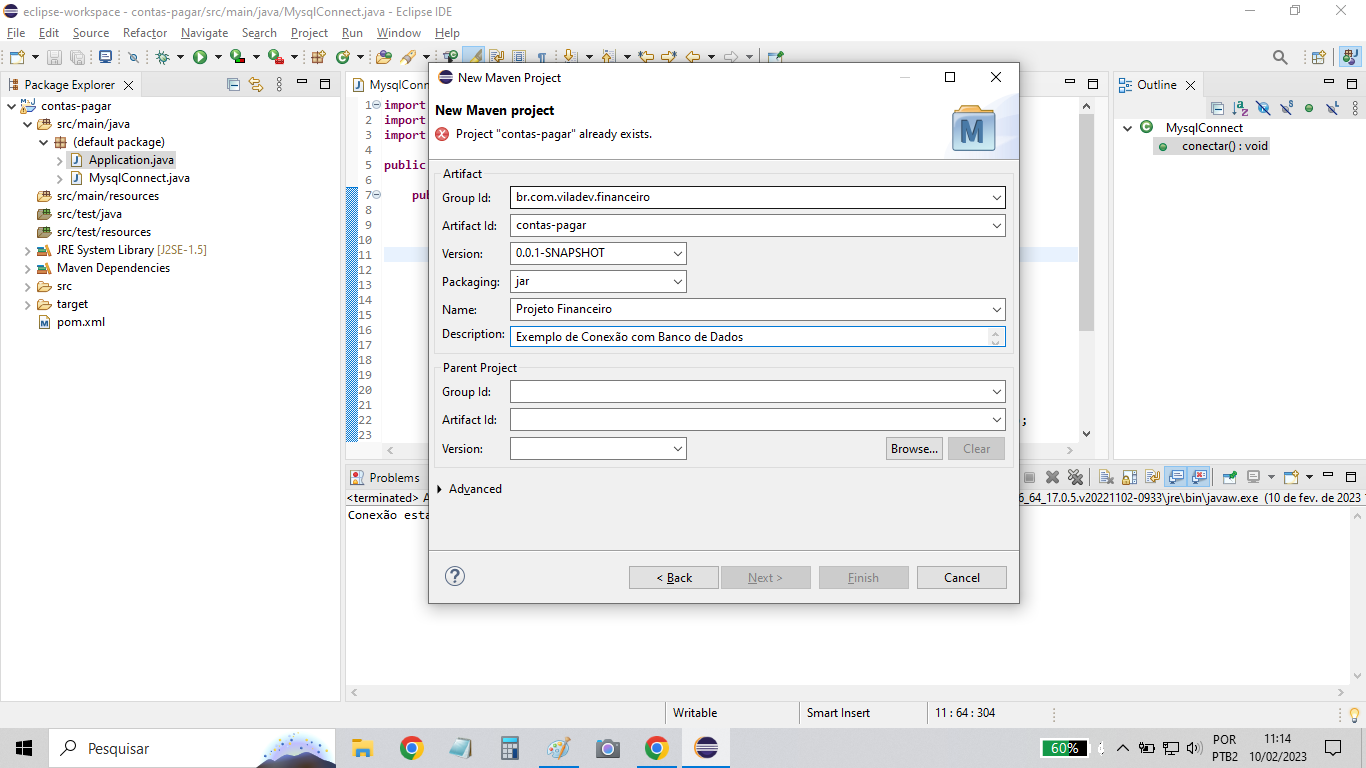 eclipse-workspace - contas-pagar/src/main/java/MysqlConnect.java - Eclipse IDE
File Edit Source Refactor Navigate Search Project Run Window Help
Package Explorer
contas-pagar
src/main/java
(default package)
Application.java
MysqlConnect.java
src/main/resources
src/test/java
src/test/resources
JRE System Library [J2SE-1.5]
Maven Dependencies
src
target
pom.xml
1 import
2 import
3 import
4
5 public
6
7
8
9
10
11
12
13
14
15
16
17
18
19
20
21
22 ;
23
New Maven Project
New Maven project
Project "contas-pagar" already exists.
M
Artifact
Group Id: br.com.viladev.financeiro
Artifact Id: contas-pagar
Version: 0.0.1-SNAPSHOT
Packaging: jar
Name: Projeto Financeiro
Description: Exemplo de Conexão com Banco de Dados
Parent Project
Group Id:
Artifact Id:
Version: Browse... Clear
Advanced
? < Back Next > Finish Cancel
Outline
MysqlConnect
conectar() : void
Problems
<terminated>
6_64_17.0.5.v20221102-0933\jre\bin\javaw.exe (10 de fev. de 2023
Conexão
Writable Smart Insert 11 : 64 : 304
Pesquisar
60%
POR
PTB2
11:14
10/02/2023